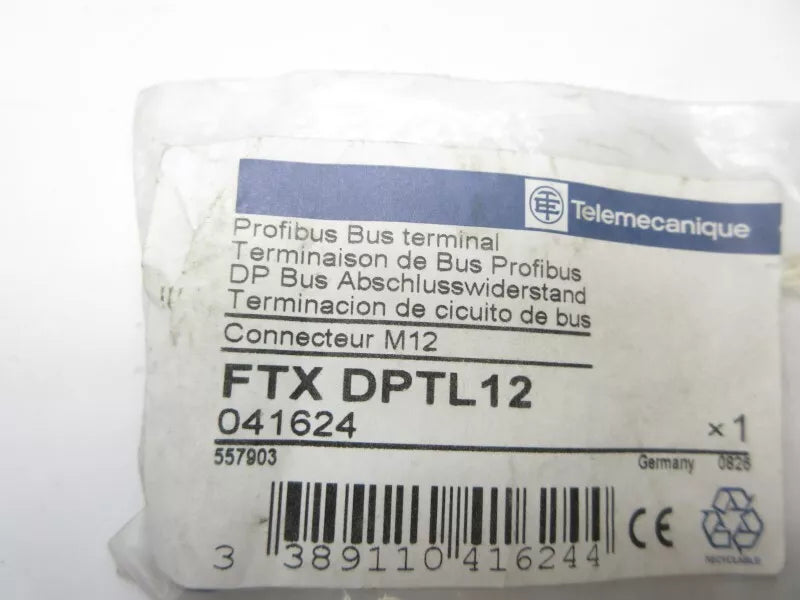 Telemecanique
Profibus Bus terminal
Terminaison de Bus Profibus
DP Bus Abschlusswiderstand
Terminacion de cicuito de bus
Connecteur M12
FTX DPTL12
041624 ×1
557903 Germany 0826
CE
RECYCLABLE
3 389110 416244